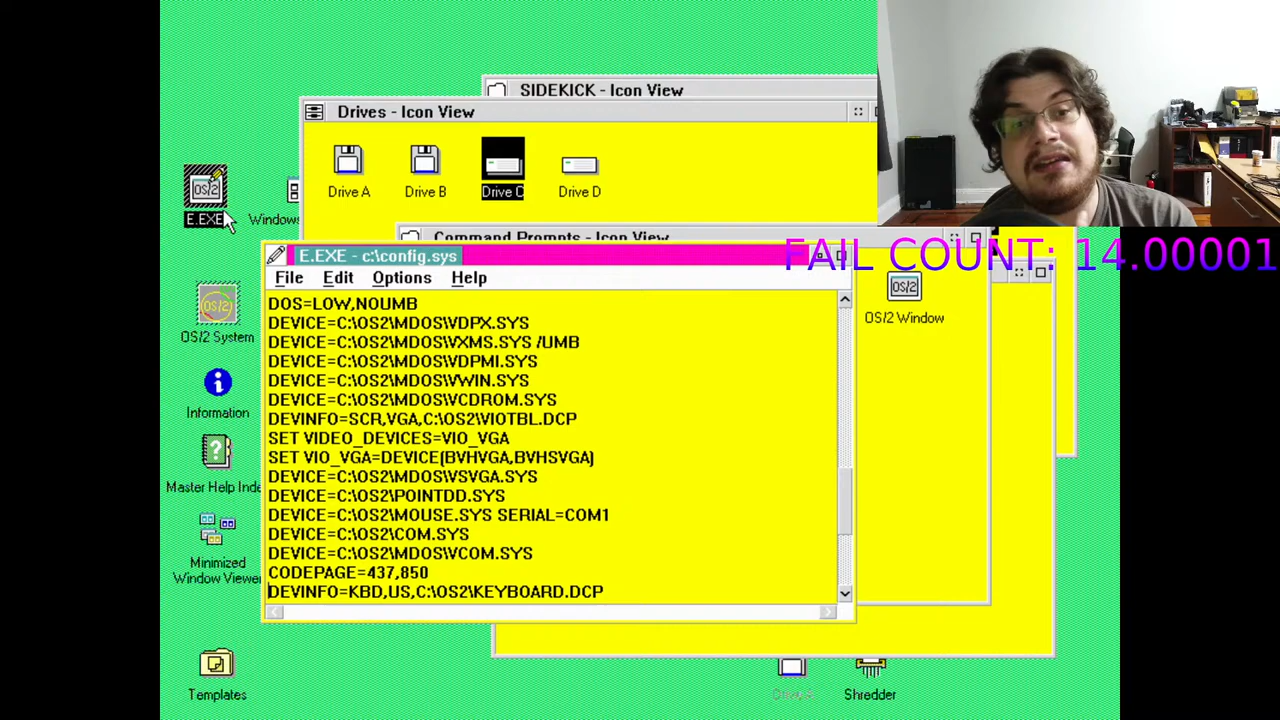 SIDEKICK - Icon View
Drives - Icon View
Drive A
Drive B
Drive C
Drive D
OS/2
E.EXE
Windows
Command Prompts - Icon View
FAIL COUNT: 14.00001
E.EXE - c:\config.sys
File Edit Options Help
DOS=LOW,NOUMB
DEVICE=C:\OS2\MDOS\VDPX.SYS
DEVICE=C:\OS2\MDOS\VXMS.SYS /UMB
DEVICE=C:\OS2\MDOS\VDPMI.SYS
DEVICE=C:\OS2\MDOS\VWIN.SYS
DEVICE=C:\OS2\MDOS\VCDROM.SYS
DEVINFO=SCR,VGA,C:\OS2\VIOTBL.DCP
SET VIDEO_DEVICES=VIO_VGA
SET VIO_VGA=DEVICE(BVHVGA,BVHSVGA)
DEVICE=C:\OS2\MDOS\VSVGA.SYS
DEVICE=C:\OS2\POINTDD.SYS
DEVICE=C:\OS2\MOUSE.SYS SERIAL=COM1
DEVICE=C:\OS2\COM.SYS
DEVICE=C:\OS2\MDOS\VCOM.SYS
CODEPAGE=437,850
DEVINFO=KBD,US,C:\OS2\KEYBOARD.DCP
OS/2
OS/2 Window
OS/2
OS/2 System
Information
Master Help Inde
Minimized
Window Viewer
Templates
Drive A
Shredder